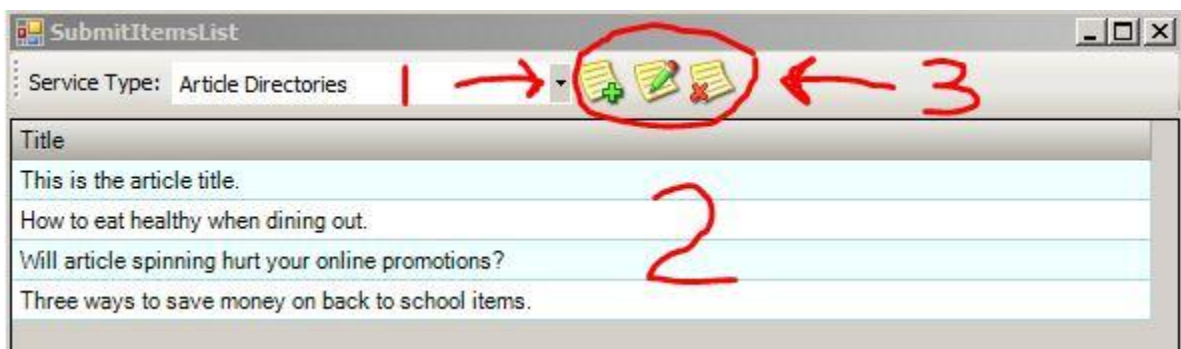 SubmitItemsList
Service Type: Article Directories 1 3
Title
This is the article title.
How to eat healthy when dining out.
2
Will article spinning hurt your online promotions?
Three ways to save money on back to school items.